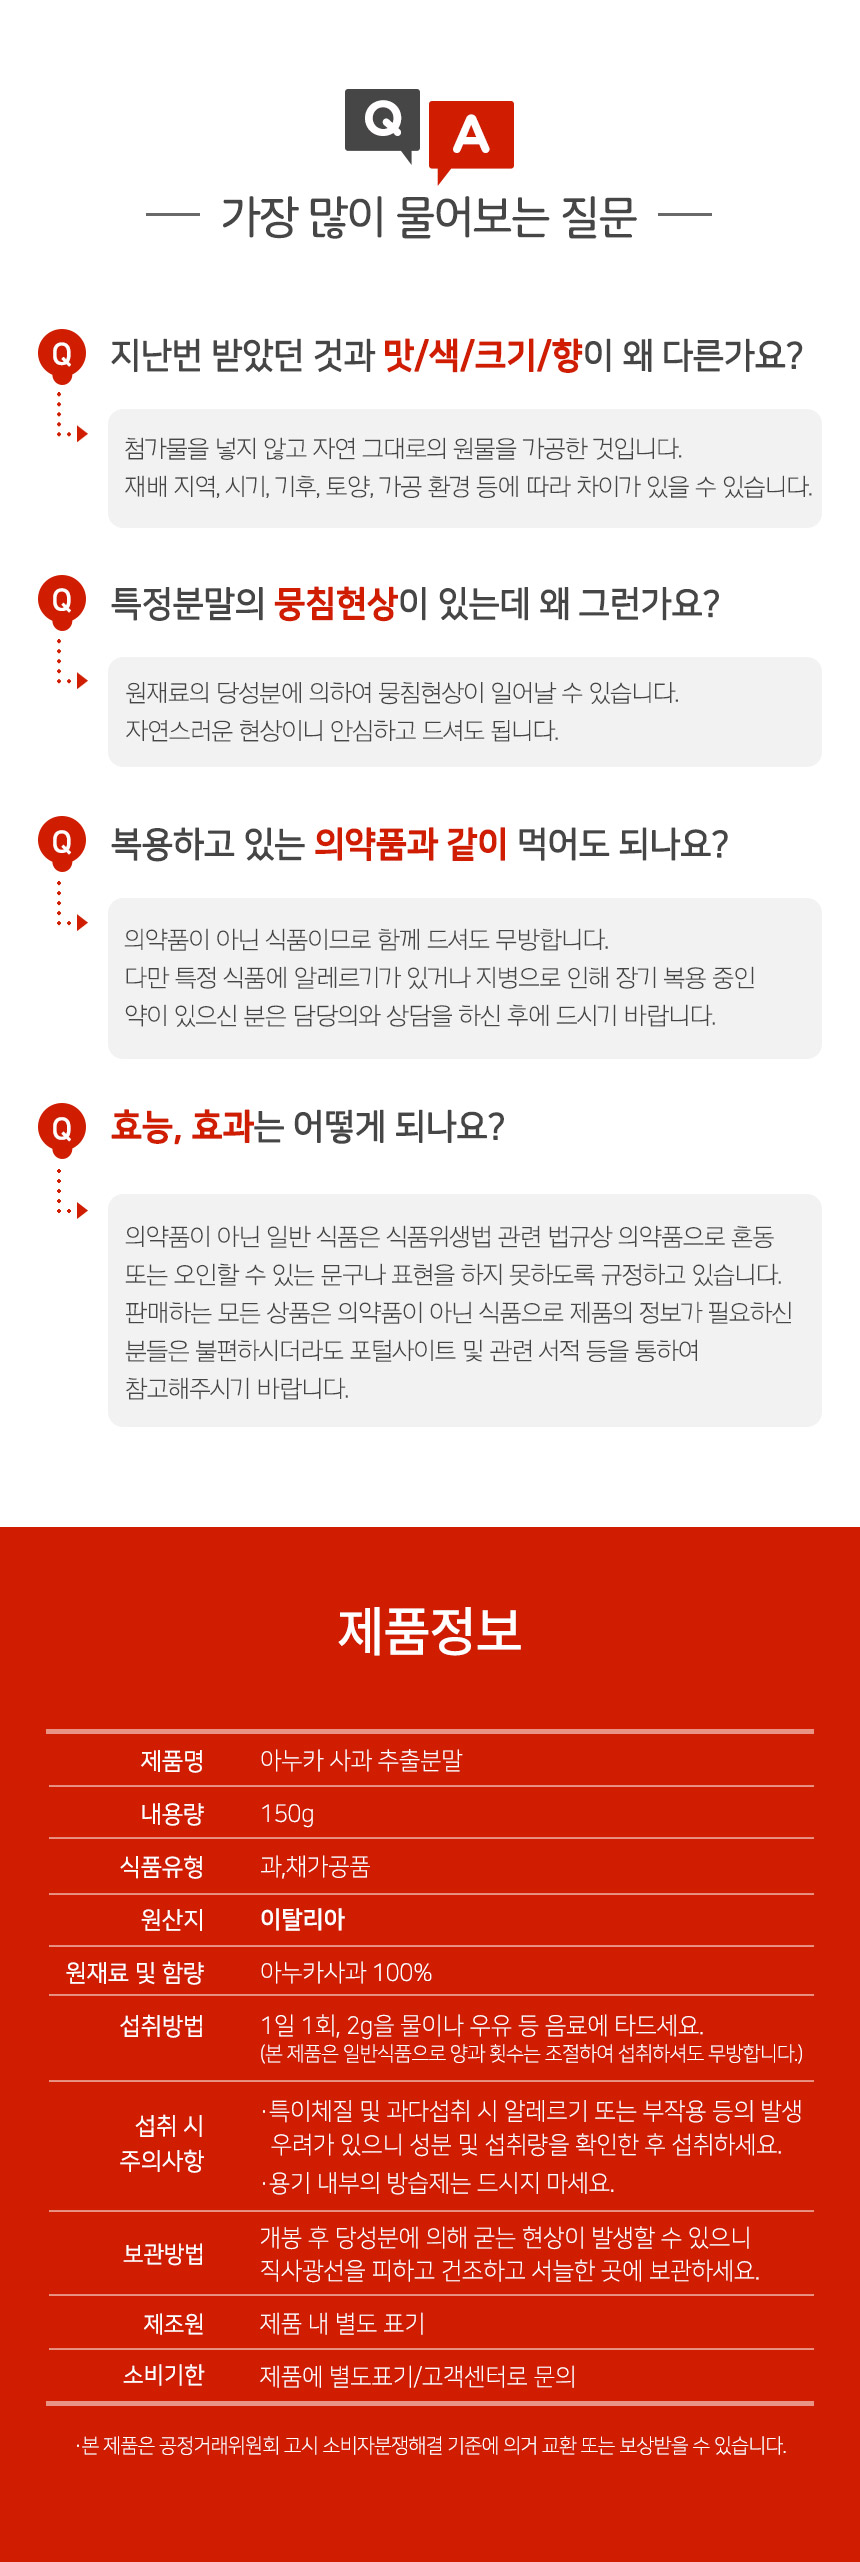 Q A
가장 많이 물어보는 질문
Q 지난번 받았던 것과 맛/색/크기/향이 왜 다른가요?
첨가물을 넣지 않고 자연 그대로의 원물을 가공한 것입니다.
재배 지역, 시기, 기후, 토양, 가공 환경 등에 따라 차이가 있을 수 있습니다.
Q 특정분말의 뭉침현상이 있는데 왜 그런가요?
원재료의 당성분에 의하여 뭉침현상이 일어날 수 있습니다.
자연스러운 현상이니 안심하고 드셔도 됩니다.
Q 복용하고 있는 의약품과 같이 먹어도 되나요?
의약품이 아닌 식품이므로 함께 드셔도 무방합니다.
다만 특정 식품에 알레르기가 있거나 지병으로 인해 장기 복용 중인
약이 있으신 분은 담당의와 상담을 하신 후에 드시기 바랍니다.
Q 효능, 효과는 어떻게 되나요?
의약품이 아닌 일반 식품은 식품위생법 관련 법규상 의약품으로 혼동
또는 오인할 수 있는 문구나 표현을 하지 못하도록 규정하고 있습니다.
판매하는 모든 상품은 의약품이 아닌 식품으로 제품의 정보가 필요하신
분들은 불편하시더라도 포털사이트 및 관련 서적 등을 통하여
참고해주시기 바랍니다.
제품정보
제품명 아누카 사과 추출분말
내용량 150g
식품유형 과,채가공품
원산지 이탈리아
원재료 및 함량 아누카사과 100%
섭취방법 1일 1회, 2g을 물이나 우유 등 음료에 타드세요.
(본 제품은 일반식품으로 양과 횟수는 조절하여 섭취하셔도 무방합니다.)
섭취 시
주의사항
·특이체질 및 과다섭취 시 알레르기 또는 부작용 등의 발생
우려가 있으니 성분 및 섭취량을 확인한 후 섭취하세요.
·용기 내부의 방습제는 드시지 마세요.
보관방법
개봉 후 당성분에 의해 굳는 현상이 발생할 수 있으니
직사광선을 피하고 건조하고 서늘한 곳에 보관하세요.
제조원 제품 내 별도 표기
소비기한 제품에 별도표기/고객센터로 문의
·본 제품은 공정거래위원회 고시 소비자분쟁해결 기준에 의거 교환 또는 보상받을 수 있습니다.